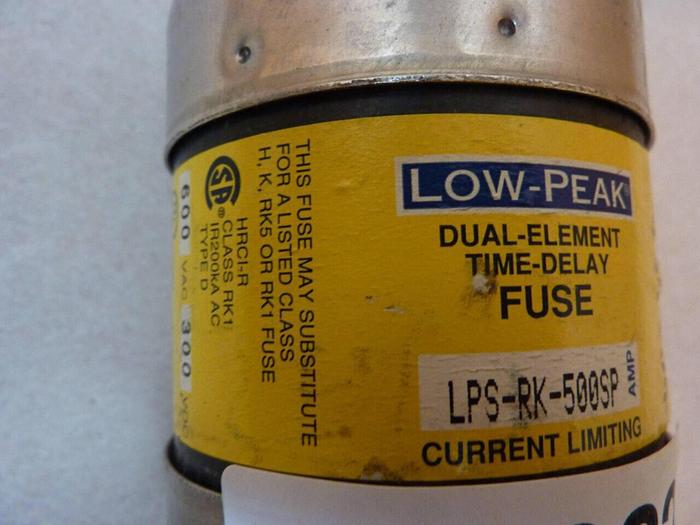 LOW-PEAK
DUAL-ELEMENT
TIME-DELAY
FUSE
LPS-RK-500SP
AMP
CURRENT LIMITING
THIS FUSE MAY SUBSTITUTE
FOR A LISTED CLASS
H, K, RK5 OR RK1 FUSE
HRCI-R
CLASS RK1
IR200KA AC
TYPE D
600 VAC 300 VDC